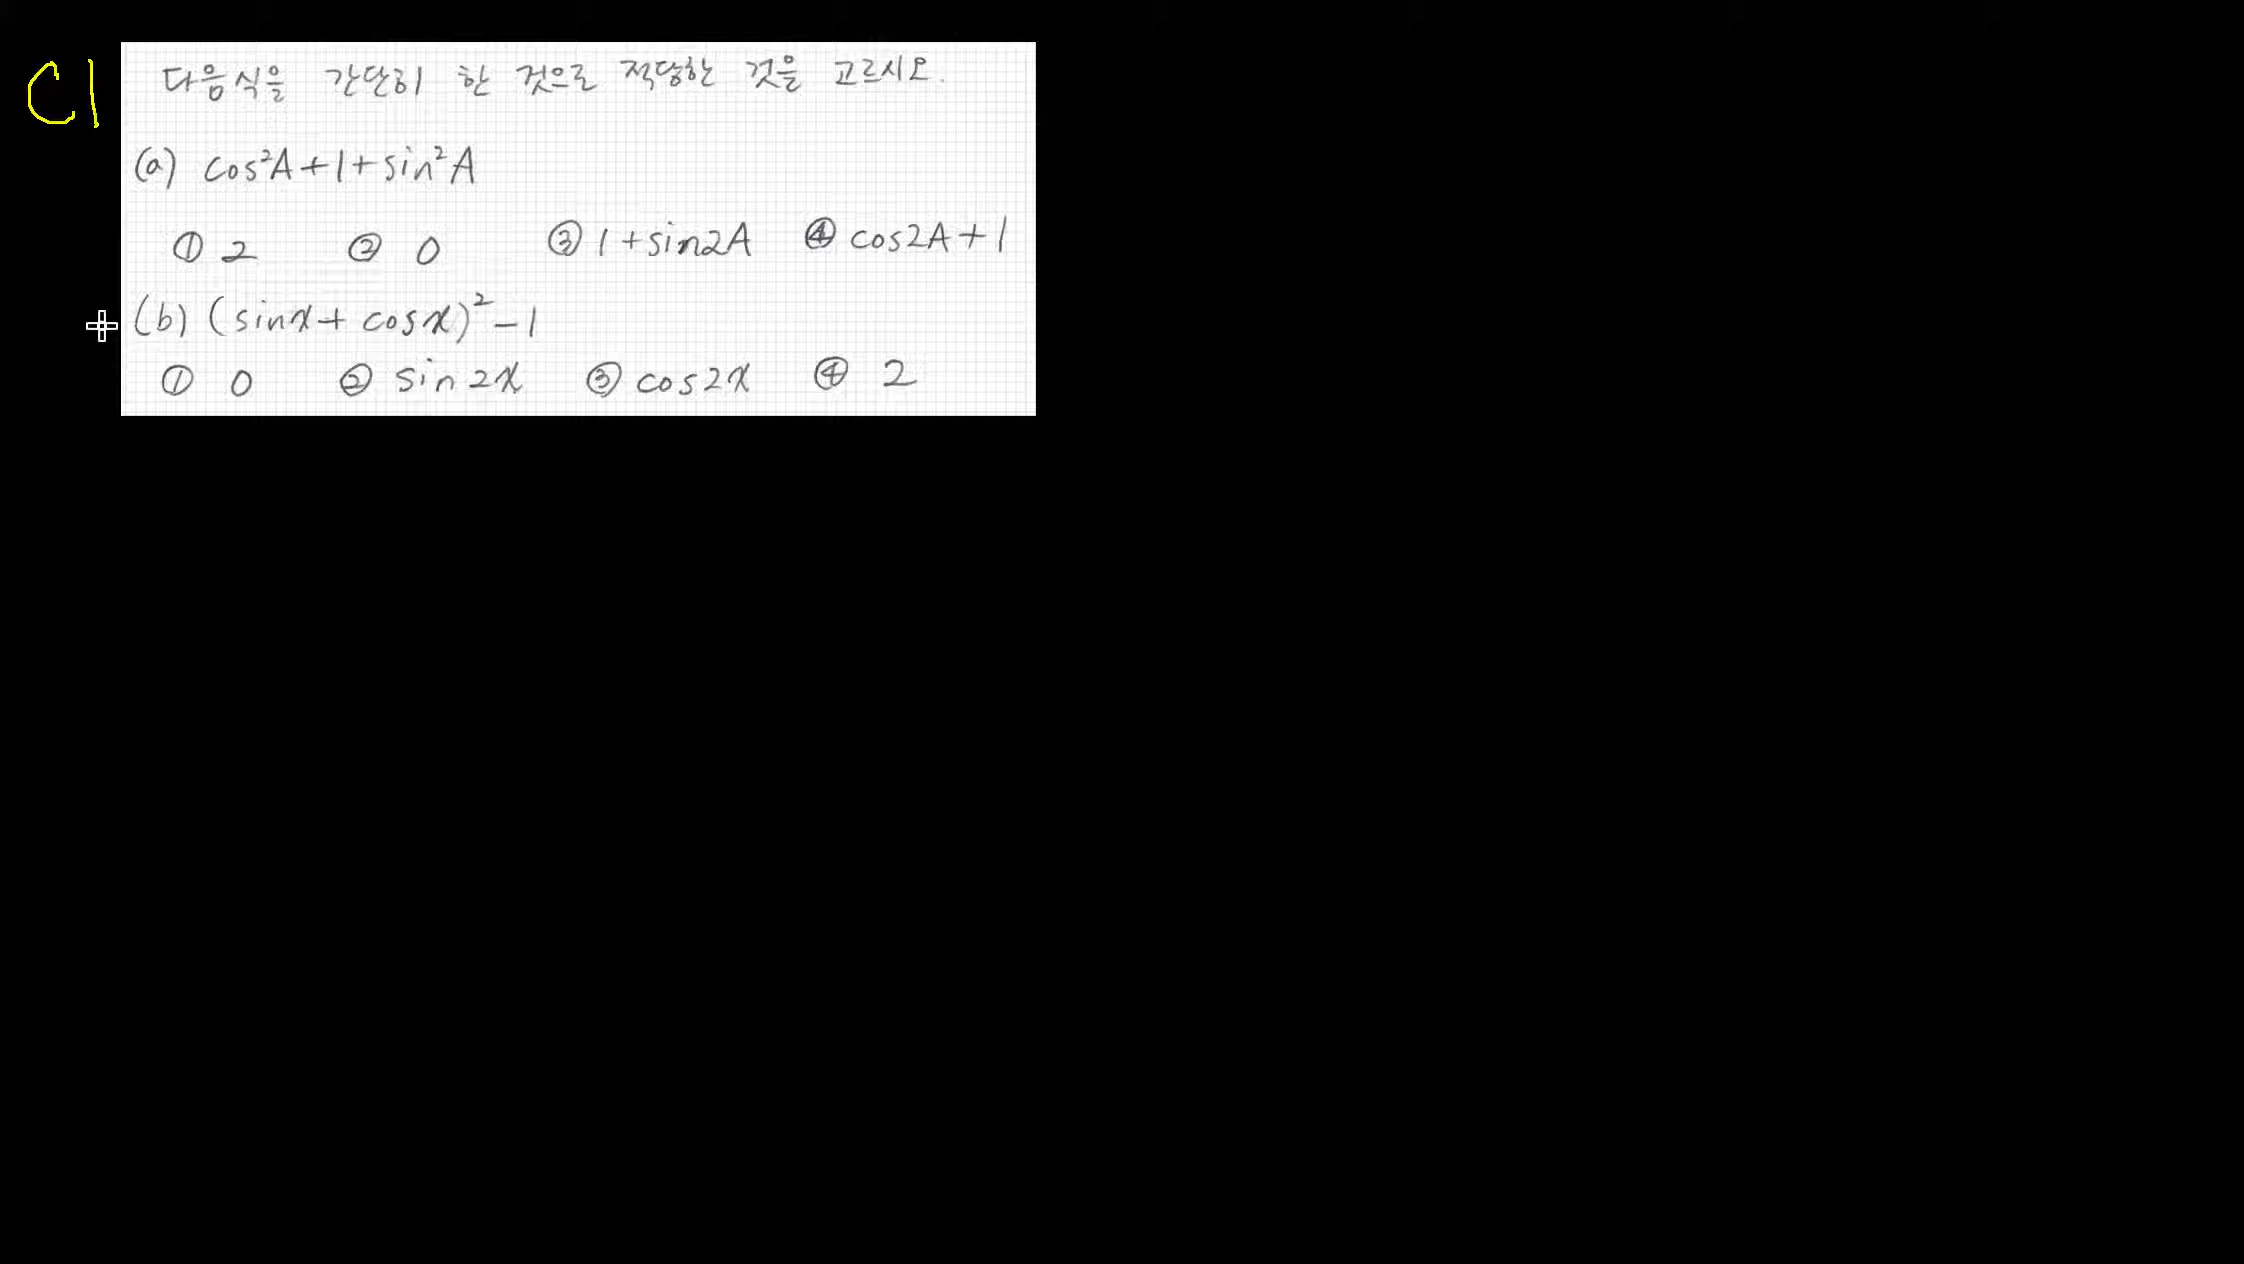 C1
다음식을 간단히 한 것으로 적당한 것을 고르시오.
(a) cos²A+1+sin²A
① 2 ② 0 ③ 1+sin2A ④ cos2A+1
(b) (sinx+cosx)²-1
① 0 ② sin2x ③ cos2x ④ 2